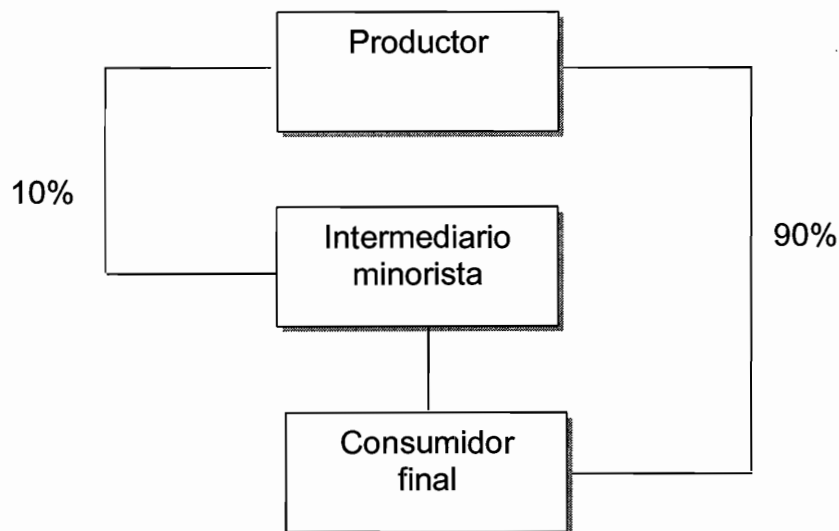 Productor
10%
Intermediario
minorista
90%
Consumidor
final